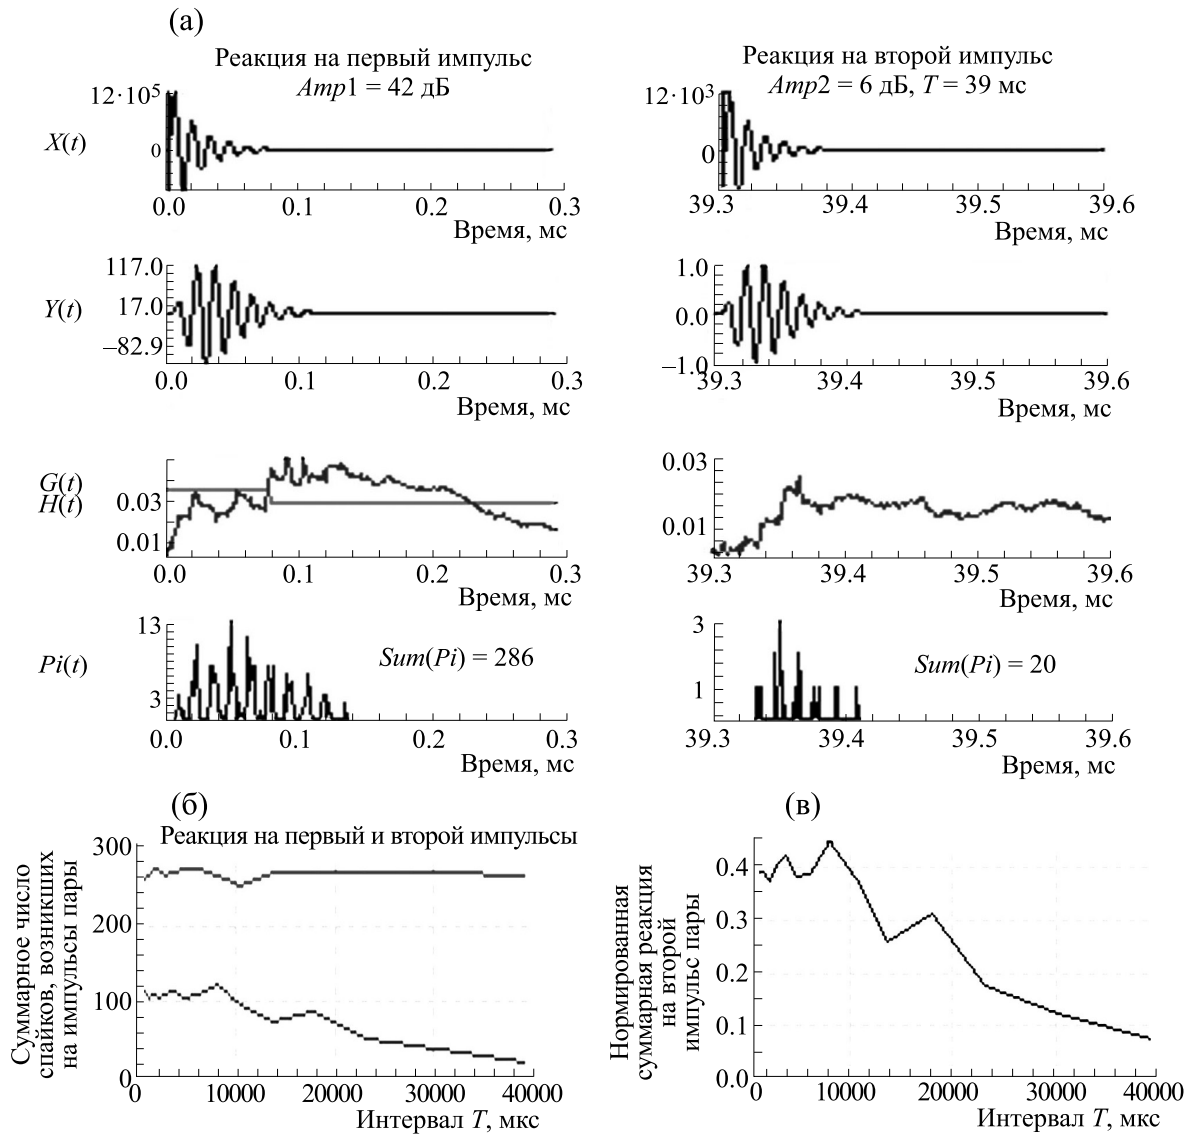 (а)
Реакция на первый импульс
Amp1 = 42 дБ
12·10⁵
X(t)
0
0.0 0.1 0.2 0.3
Время, мс
Реакция на второй импульс
Amp2 = 6 дБ, T = 39 мс
12·10³
0
39.3 39.4 39.5 39.6
Время, мс
117.0
Y(t)
17.0
–82.9
0.0 0.1 0.2 0.3
Время, мс
1.0
0.0
–1.0
39.3 39.4 39.5 39.6
Время, мс
G(t)
H(t)
0.03
0.01
0.0 0.1 0.2 0.3
Время, мс
0.03
0.01
39.3 39.4 39.5 39.6
Время, мс
13
Pi(t)
Sum(Pi) = 286
3
0.0 0.1 0.2 0.3
Время, мс
3
Sum(Pi) = 20
1
39.3 39.4 39.5 39.6
Время, мс
(б)
Реакция на первый и второй импульсы
Суммарное число
спайков, возникших
на импульсы пары
300
200
100
0
0 10000 20000 30000 40000
Интервал T, мкс
(в)
Нормированная
суммарная реакция
на второй
импульс пары
0.4
0.3
0.2
0.1
0.0
0 10000 20000 30000 40000
Интервал T, мкс